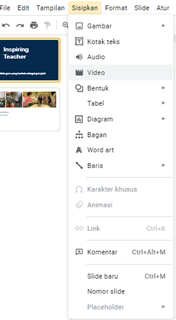 File Edit Tampilan Sisipkan Format Slide Atur
Gambar
Kotak teks
Audio
Video
Bentuk
Tabel
Diagram
Bagan
Word art
Baris
Karakter khusus
Animasi
Link Ctrl+K
Komentar Ctrl+Alt+M
Slide baru Ctrl+M
Nomor slide
Placeholder
Inspiring
Teacher